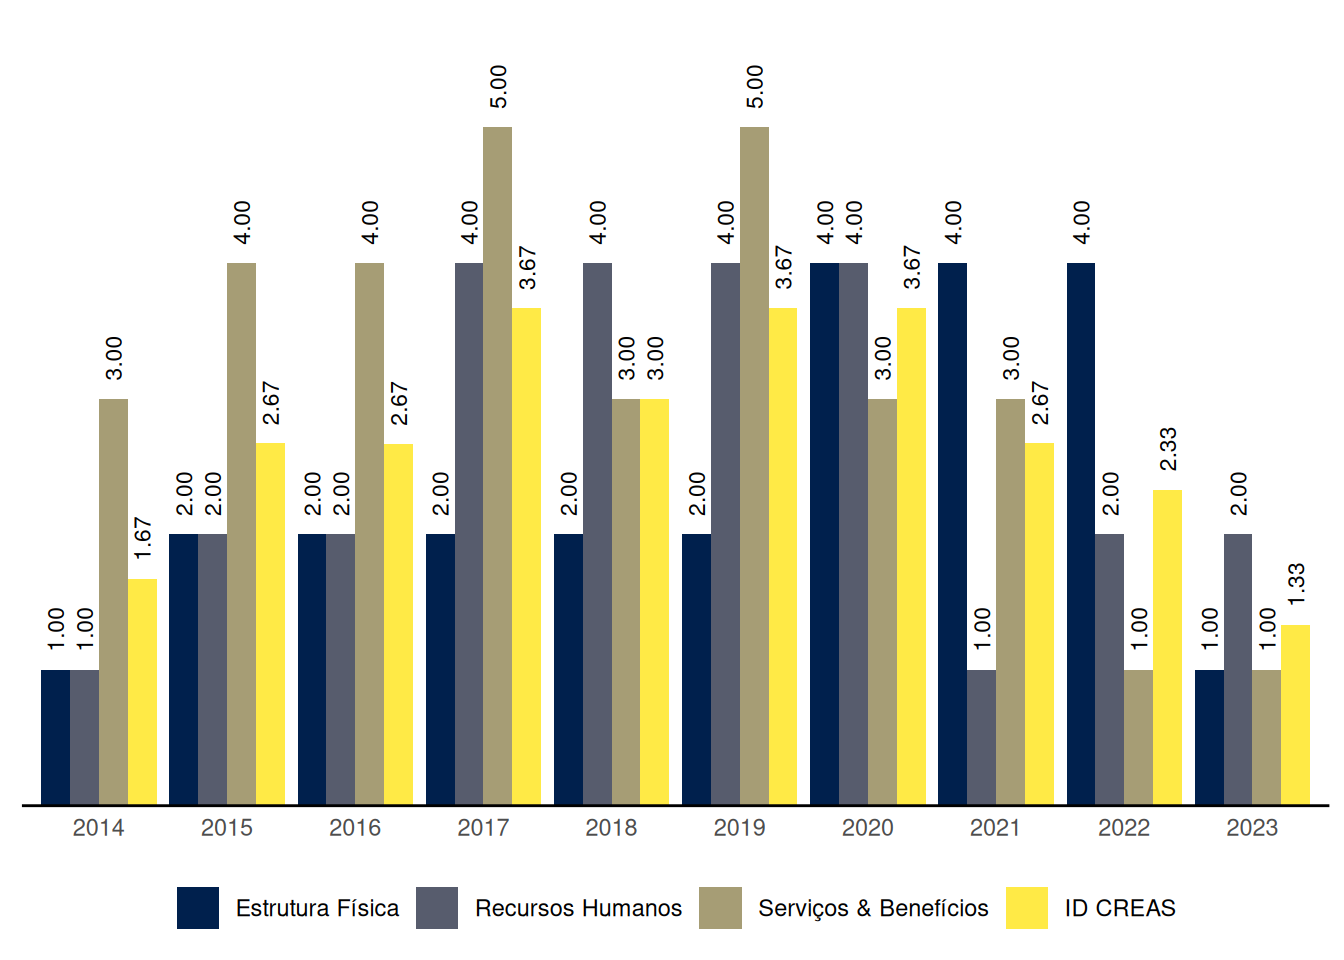 1.00 1.00 3.00 1.67
2.00 2.00 4.00 2.67
2.00 2.00 4.00 2.67
2.00 4.00 5.00 3.67
2.00 4.00 3.00 3.00
2.00 4.00 5.00 3.67
4.00 4.00 3.00 3.67
4.00 1.00 3.00 2.67
4.00 2.00 1.00 2.33
1.00 2.00 1.00 1.33
2014 2015 2016 2017 2018 2019 2020 2021 2022 2023
Estrutura Física Recursos Humanos Serviços & Benefícios ID CREAS